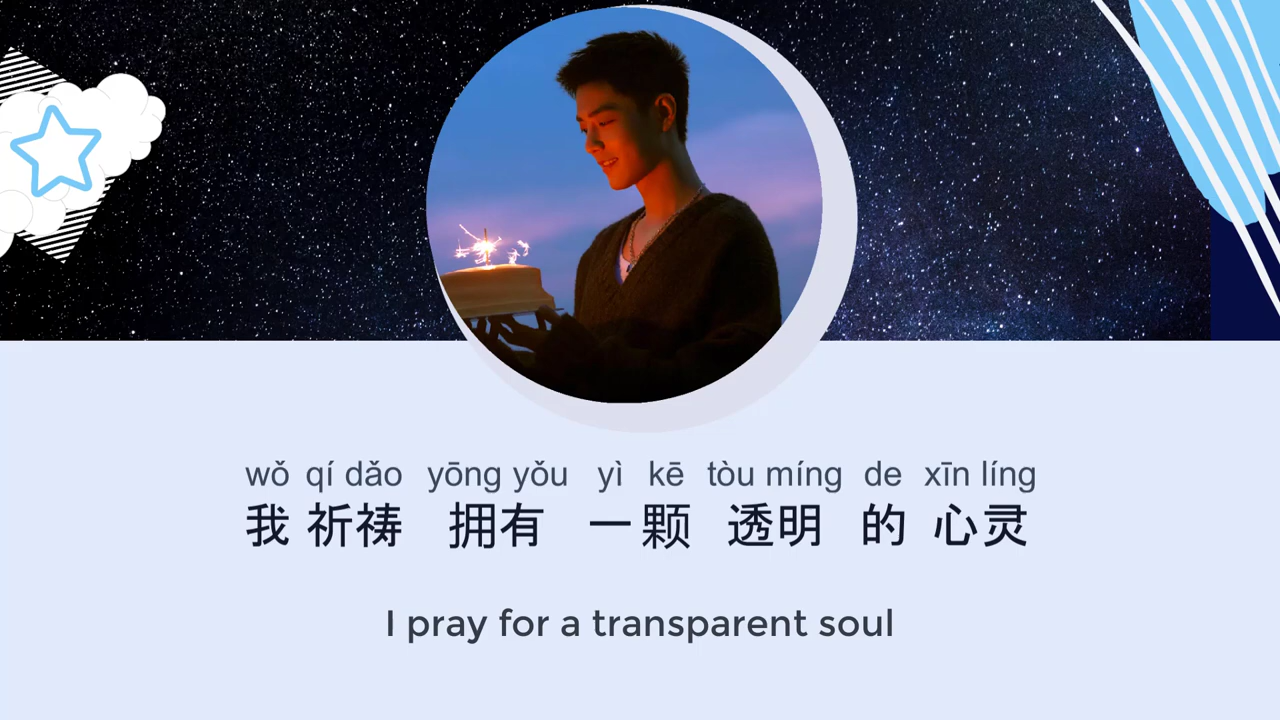 wǒ qí dǎo yōng yǒu yì kē tòu míng de xīn líng
我 祈祷 拥有 一 颗 透明 的 心灵
I pray for a transparent soul